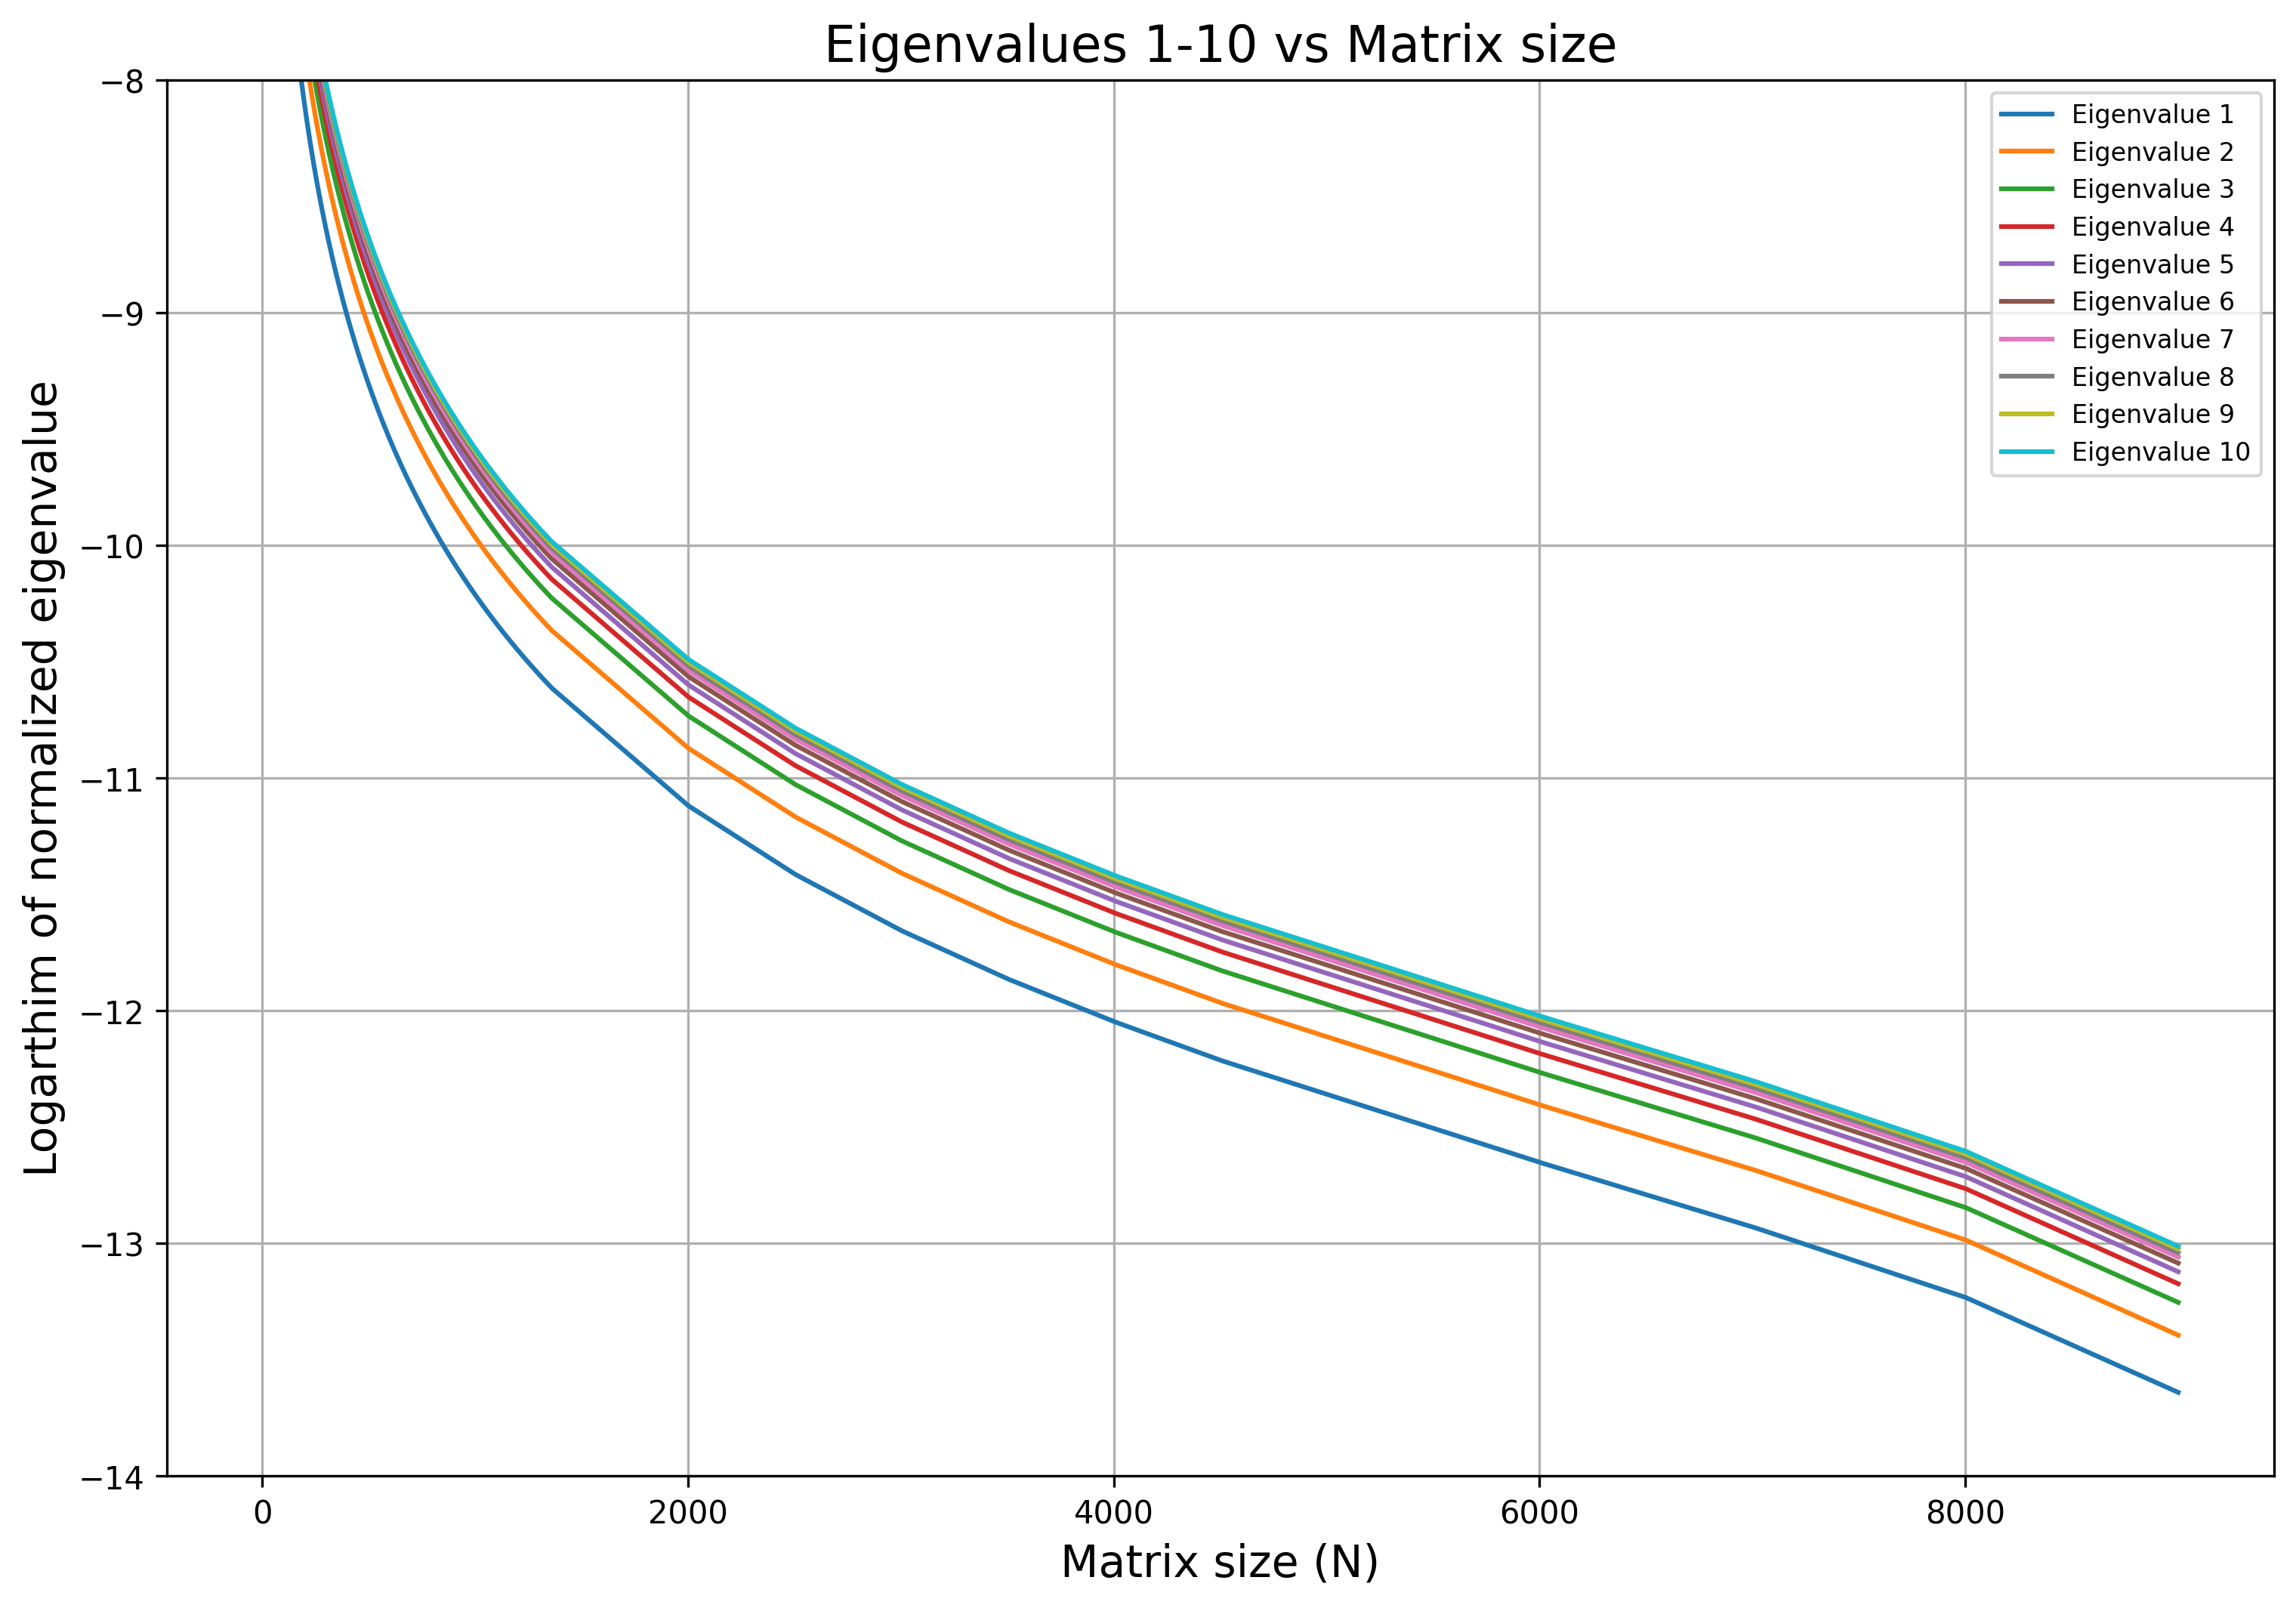 Eigenvalues 1-10 vs Matrix size
−8
−9
−10
−11
−12
−13
−14
Logarthim of normalized eigenvalue
Eigenvalue 1
Eigenvalue 2
Eigenvalue 3
Eigenvalue 4
Eigenvalue 5
Eigenvalue 6
Eigenvalue 7
Eigenvalue 8
Eigenvalue 9
Eigenvalue 10
0 2000 4000 6000 8000
Matrix size (N)